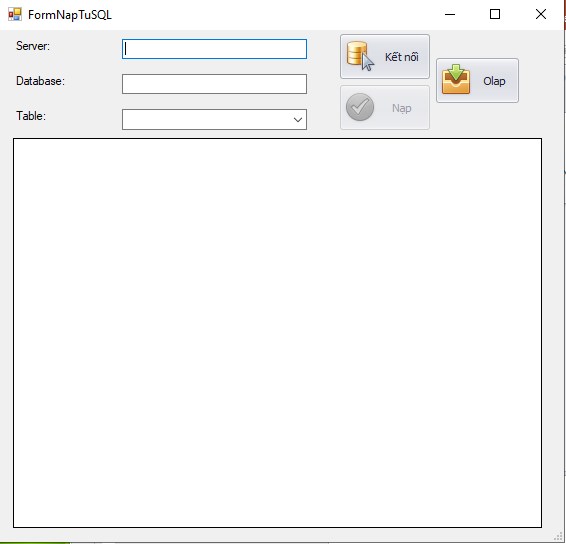 FormNapTuSQL
Server:
Kết nối
Database:
Olap
Table:
Nạp